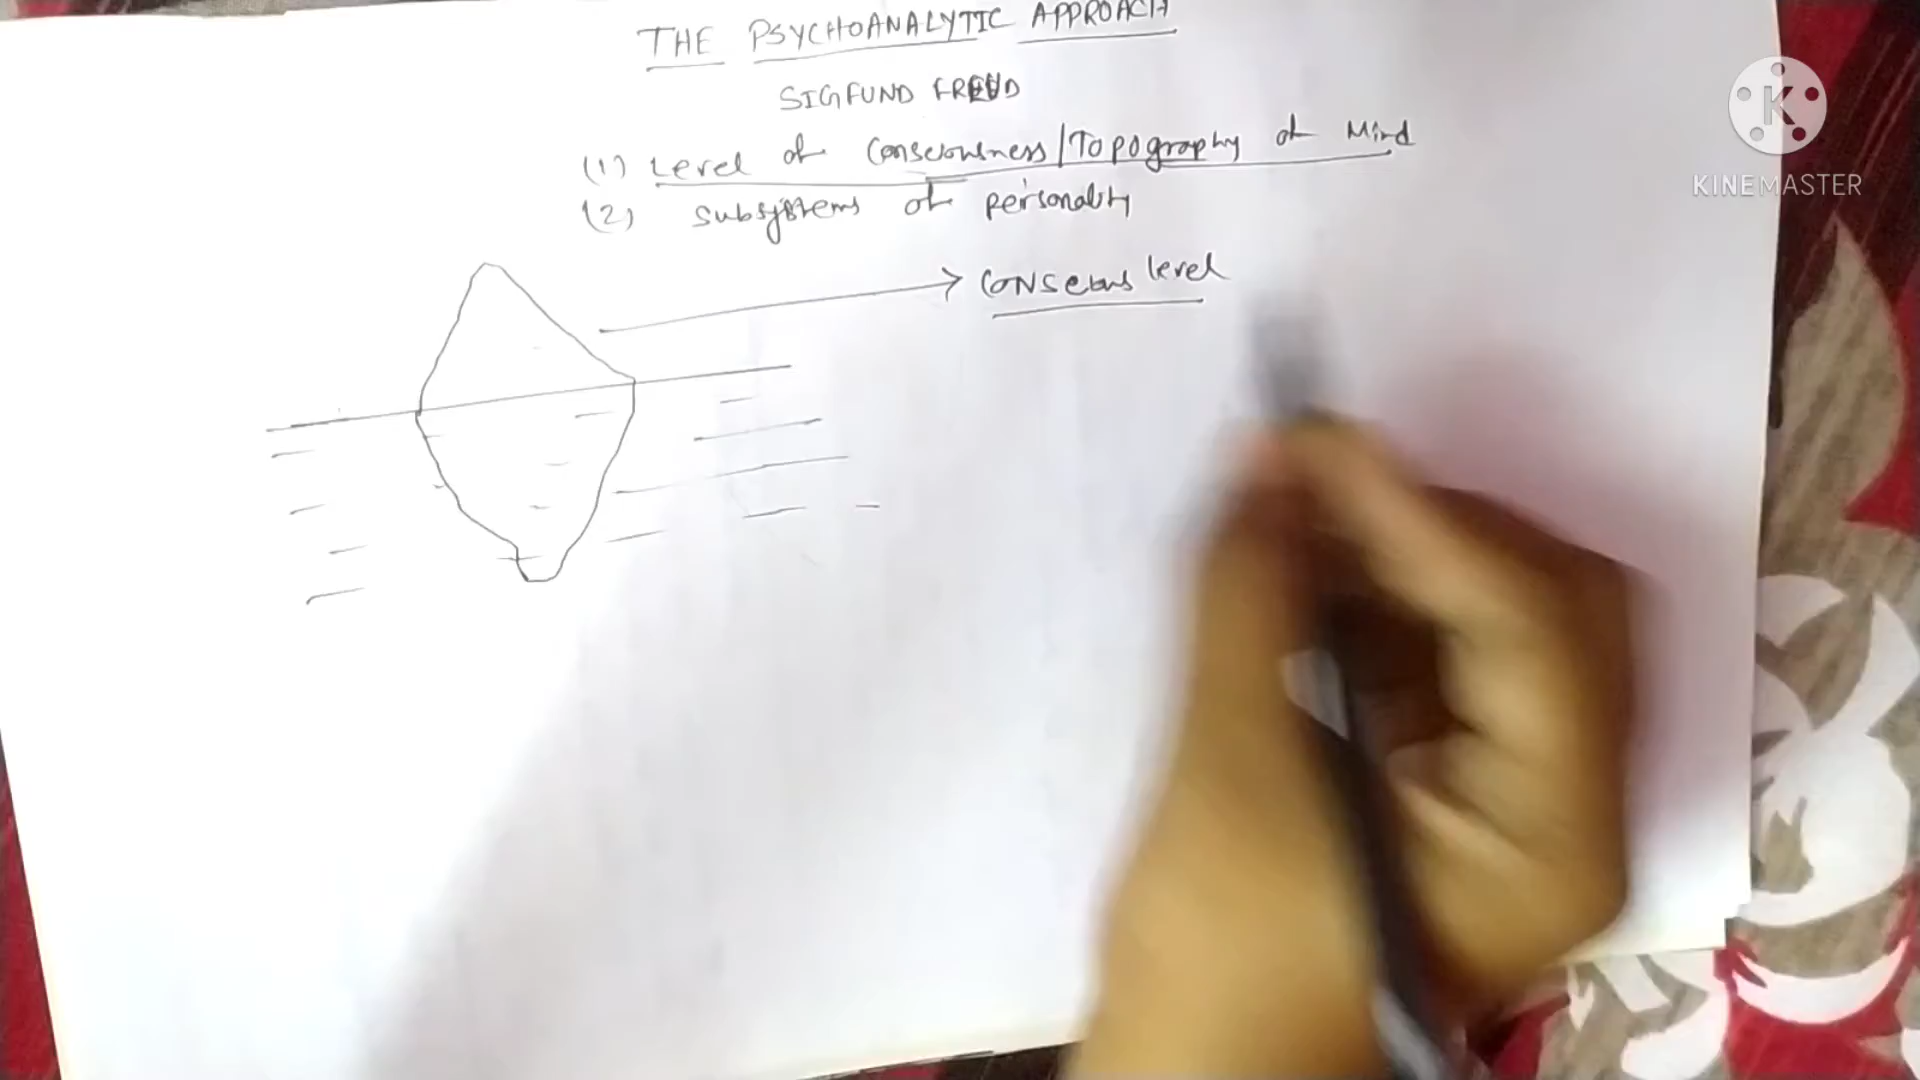 THE PSYCHOANALYTIC APPROACH
SIGFUND FREUD
(1) Level of Consciousness/Topography of Mind
(2) subsystems of personality
Conscious level
K
KINEMASTER